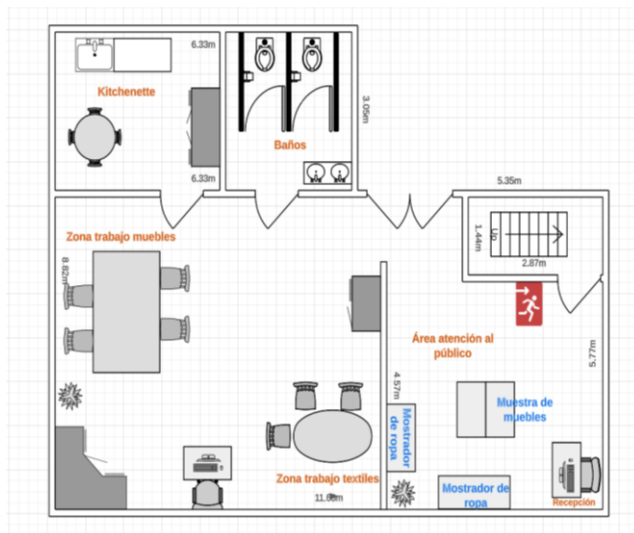 6.33m
Kitchenette
3.05m
Baños
6.33m
5.35m
Zona trabajo muebles
1.44m
Up
2.87m
8.82m
Área atención al
público
5.77m
4.57m
Muestra de
muebles
Mostrador
de ropa
Zona trabajo textiles
Mostrador de
ropa
Recepción